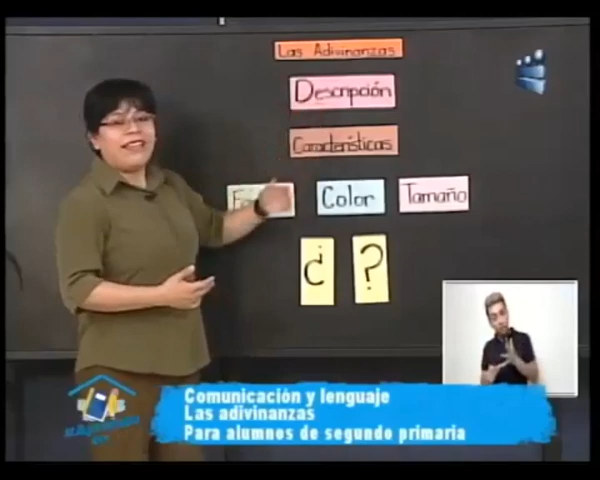 Las Adivinanzas
Descripción
Características
Color
Tamaño
¿ ?
Comunicación y lenguaje
Las adivinanzas
Para alumnos de segundo primaria